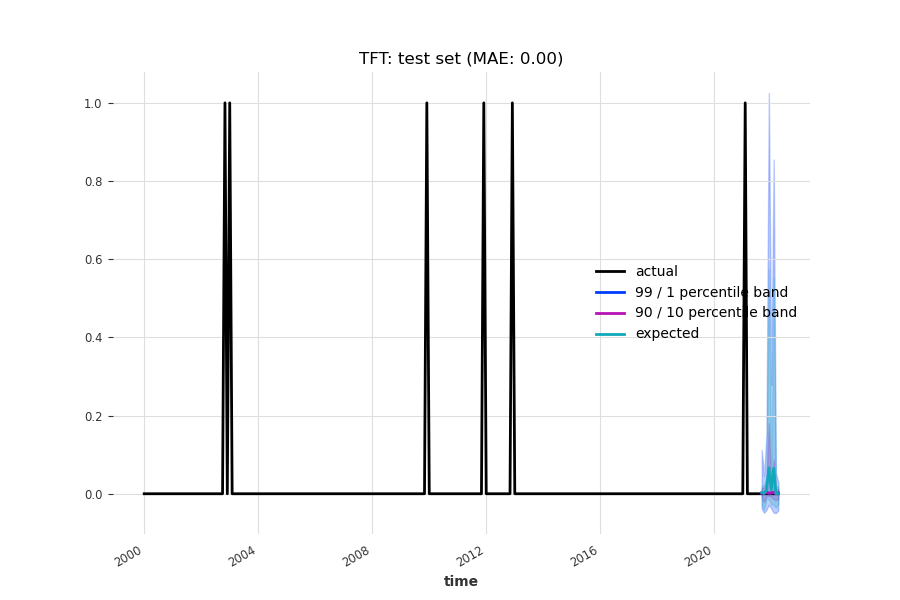 TFT: test set (MAE: 0.00)
1.0
0.8
0.6
0.4
0.2
0.0
actual
99 / 1 percentile band
90 / 10 percentile band
expected
2000
2004
2008
2012
2016
2020
time